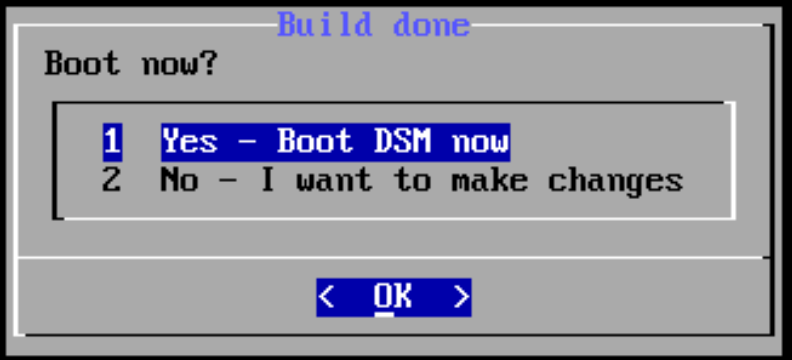 Build done
Boot now?
1 Yes - Boot DSM now
2 No - I want to make changes
< OK >